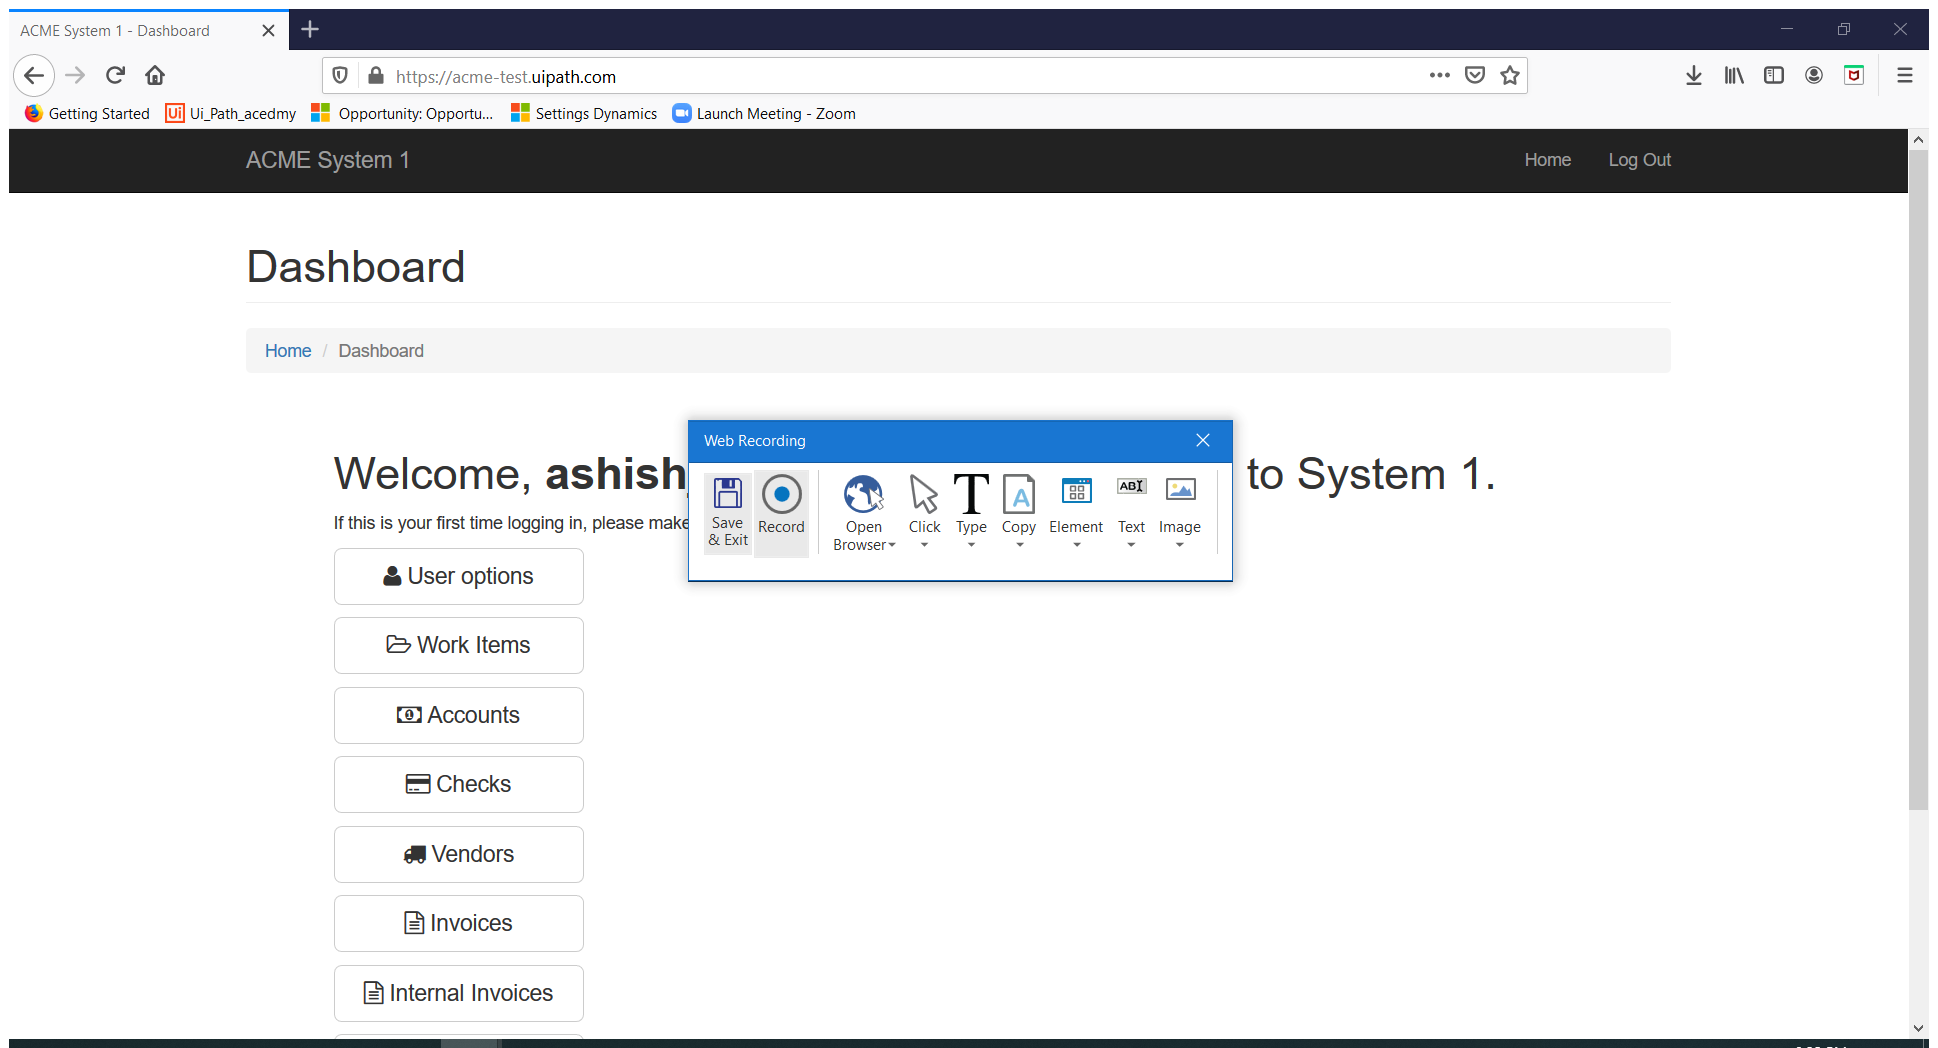 ACME System 1 - Dashboard
https://acme-test.uipath.com
Getting Started Ui_Path_acedmy Opportunity: Opportu... Settings Dynamics Launch Meeting - Zoom
ACME System 1 Home Log Out
Dashboard
Home / Dashboard
Welcome, ashish to System 1.
If this is your first time logging in, please make
Web Recording
Save & Exit
Record
Open Browser
Click
Type
Copy
Element
Text
Image
User options
Work Items
Accounts
Checks
Vendors
Invoices
Internal Invoices